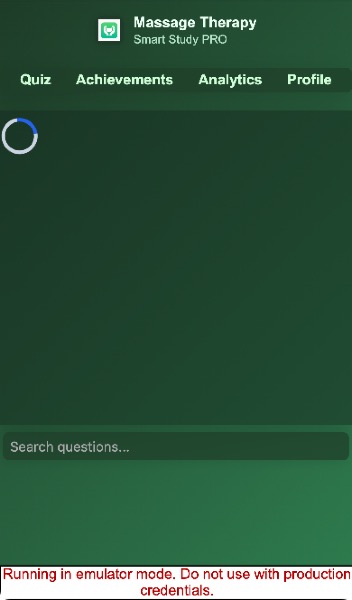 Massage Therapy
Smart Study PRO
Quiz Achievements Analytics Profile
Search questions...
Running in emulator mode. Do not use with production
credentials.